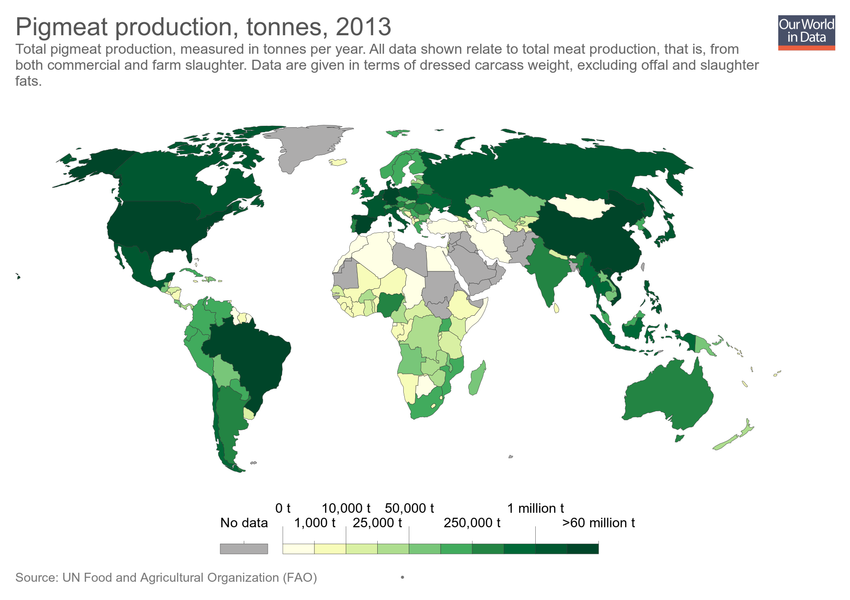 Pigmeat production, tonnes, 2013
Our World
in Data
Total pigmeat production, measured in tonnes per year. All data shown relate to total meat production, that is, from
both commercial and farm slaughter. Data are given in terms of dressed carcass weight, excluding offal and slaughter
fats.
0 t 10,000 t 50,000 t 1 million t
No data 1,000 t 25,000 t 250,000 t >60 million t
Source: UN Food and Agricultural Organization (FAO) •